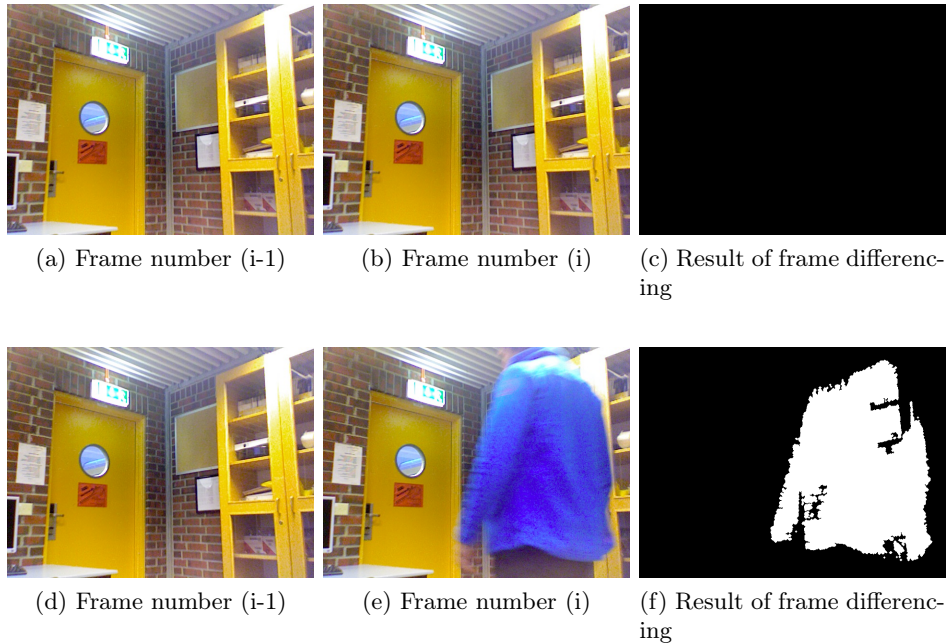 (a) Frame number (i-1)
(b) Frame number (i)
(c) Result of frame differenc-
ing
(d) Frame number (i-1)
(e) Frame number (i)
(f) Result of frame differenc-
ing